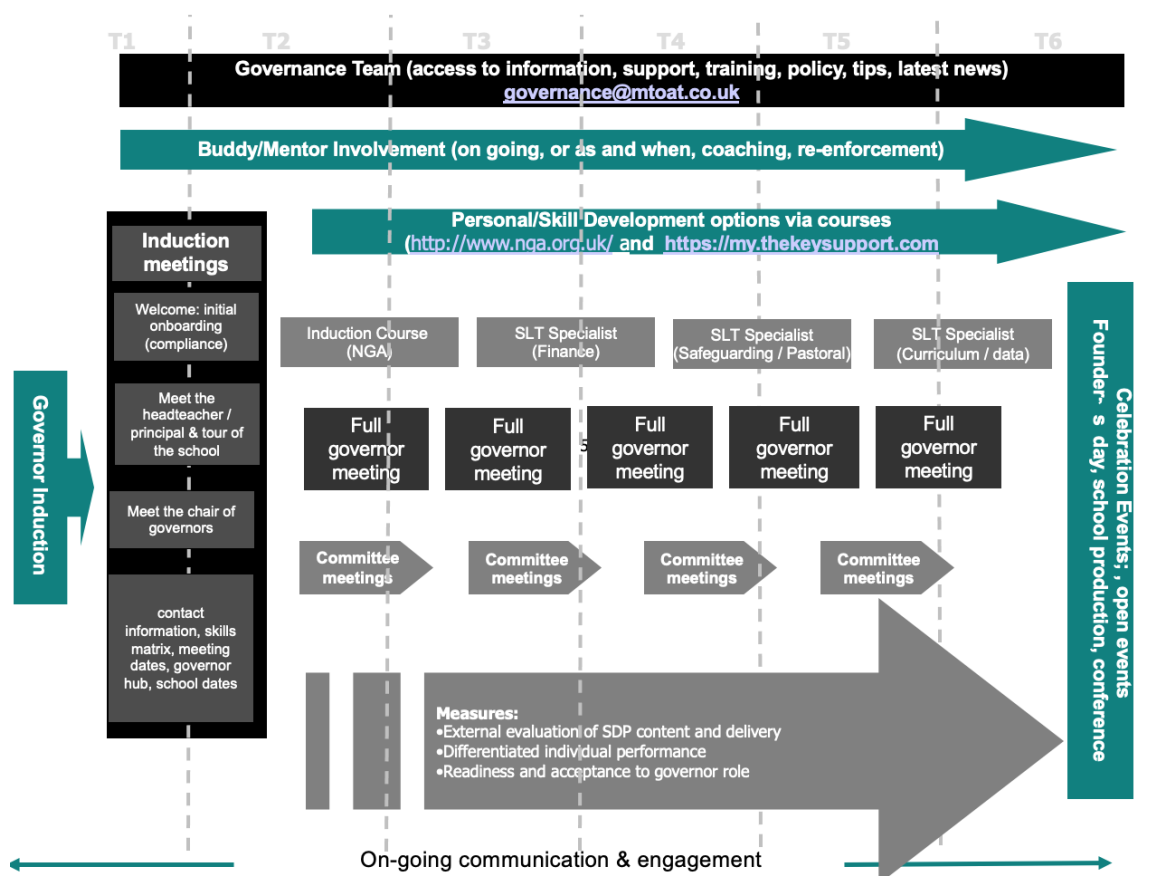 T1 T2 T3 T4 T5 T6
Governance Team (access to information, support, training, policy, tips, latest news)
governance@mtoat.co.uk
Buddy/Mentor Involvement (on going, or as and when, coaching, re-enforcement)
Personal/Skill Development options via courses
(http://www.nga.org.uk/ and https://my.thekeysupport.com
Governor Induction
Induction
meetings
Welcome: initial
onboarding
(compliance)
Meet the
headteacher /
principal & tour of
the school
Meet the chair of
governors
contact
information, skills
matrix, meeting
dates, governor
hub, school dates
Induction Course
(NGA)
SLT Specialist
(Finance)
SLT Specialist
(Safeguarding / Pastoral)
SLT Specialist
(Curriculum / data)
Full
governor
meeting
Full
governor
meeting
5
Full
governor
meeting
Full
governor
meeting
Full
governor
meeting
Committee
meetings
Committee
meetings
Committee
meetings
Committee
meetings
Measures:
•External evaluation of SDP content and delivery
•Differentiated individual performance
•Readiness and acceptance to governor role
Celebration Events; , open events
Founder- s day, school production, conference
On-going communication & engagement